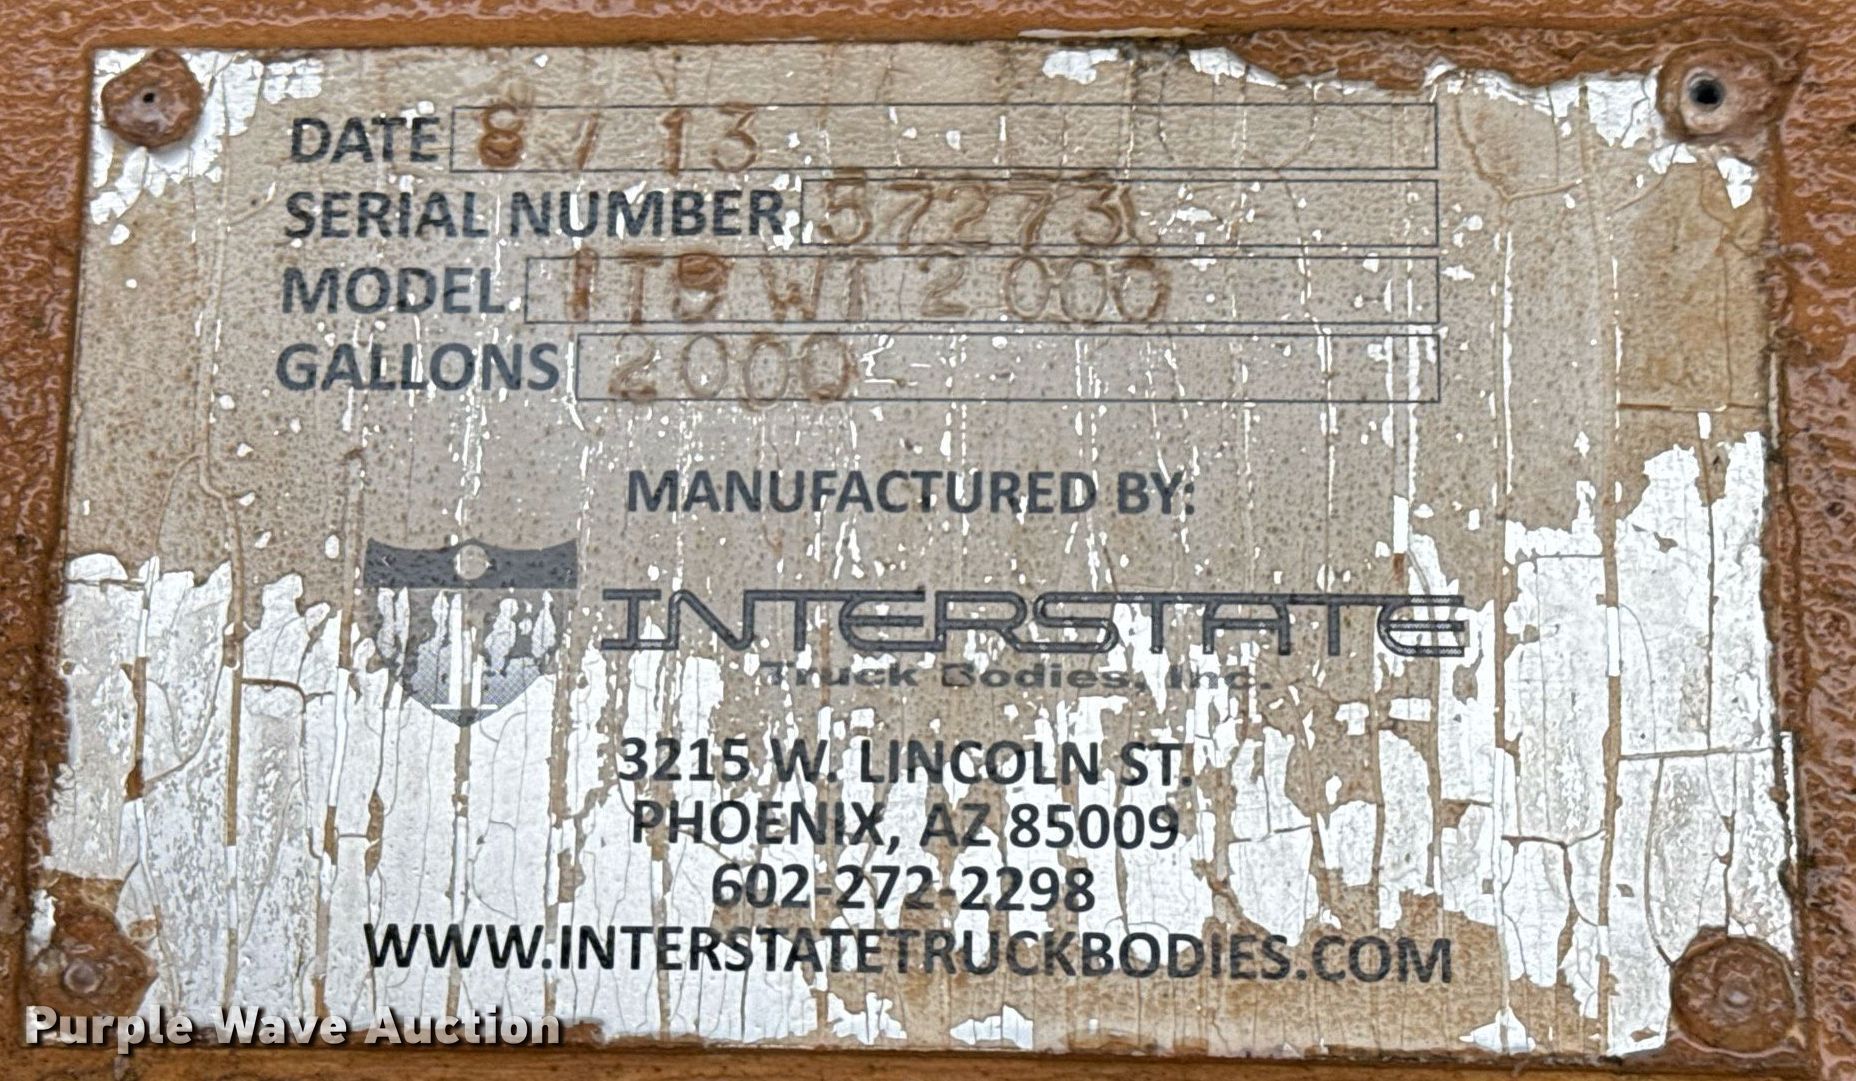 DATE 8/13
SERIAL NUMBER 57273
MODEL 1T9WT2000
GALLONS 2000
MANUFACTURED BY:
INTERSTATE
Truck Bodies, Inc.
3215 W. LINCOLN ST.
PHOENIX, AZ 85009
602-272-2298
WWW.INTERSTATETRUCKBODIES.COM
Purple Wave Auction